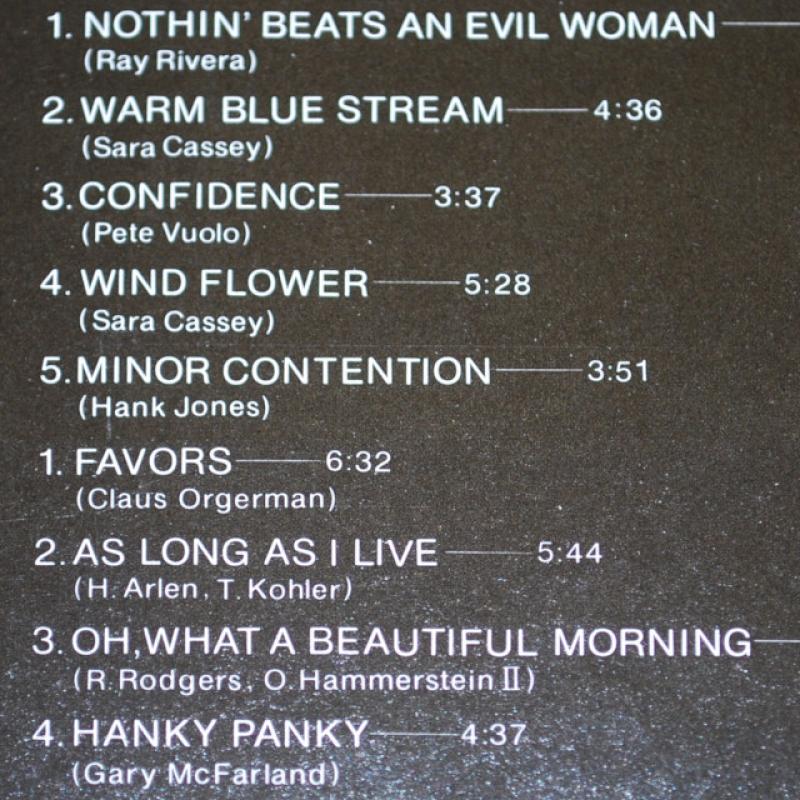 1. NOTHIN' BEATS AN EVIL WOMAN
(Ray Rivera)
2. WARM BLUE STREAM 4:36
(Sara Cassey)
3. CONFIDENCE 3:37
(Pete Vuolo)
4. WIND FLOWER 5:28
(Sara Cassey)
5. MINOR CONTENTION 3:51
(Hank Jones)
1. FAVORS 6:32
(Claus Orgerman)
2. AS LONG AS I LIVE 5:44
(H. Arlen, T. Kohler)
3. OH, WHAT A BEAUTIFUL MORNING
(R. Rodgers, O. Hammerstein II)
4. HANKY PANKY 4:37
(Gary McFarland)